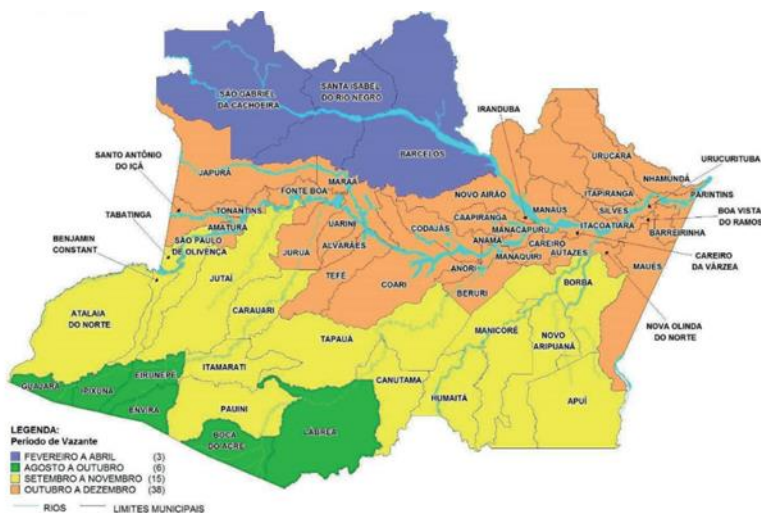 SÃO GABRIEL
DA CACHOEIRA
SANTA ISABEL
DO RIO NEGRO
BARCELOS
IRANDUBA
URUCARÁ
URUCURITUBA
NHAMUNDÁ
PARINTINS
ITAPIRANGA
SILVES
BOA VISTA
DO RAMOS
BARREIRINHA
SANTO ANTÔNIO
DO IÇÁ
JAPURÁ
MARAÃ
FONTE BOA
NOVO AIRÃO
MANAUS
ITACOATIARA
TABATINGA
TONANTINS
AMATURÁ
UARINI
CODAJÁS
CAAPIRANGA
MANACAPURU
ANAMÃ
CAREIRO
CAREIRO
DA VÁRZEA
BENJAMIN
CONSTANT
SÃO PAULO
DE OLIVENÇA
ALVARÃES
JURUÁ
TEFÉ
COARI
ANORI
MANAQUIRI
AUTAZES
MAUÉS
BERURI
BORBA
NOVA OLINDA
DO NORTE
JUTAÍ
ATALAIA
DO NORTE
CARAUARI
TAPAUÁ
MANICORÉ
NOVO
ARIPUANÃ
GUAJARÁ
IPIXUNA
EIRUNEPÉ
ITAMARATI
ENVIRA
PAUINI
CANUTAMA
HUMAITÁ
APUÍ
BOCA
DO ACRE
LÁBREA
LEGENDA:
Período de Vazante
FEVEREIRO A ABRIL (3)
AGOSTO A OUTUBRO (6)
SETEMBRO A NOVEMBRO (15)
OUTUBRO A DEZEMBRO (38)
RIOS LIMITES MUNICIPAIS